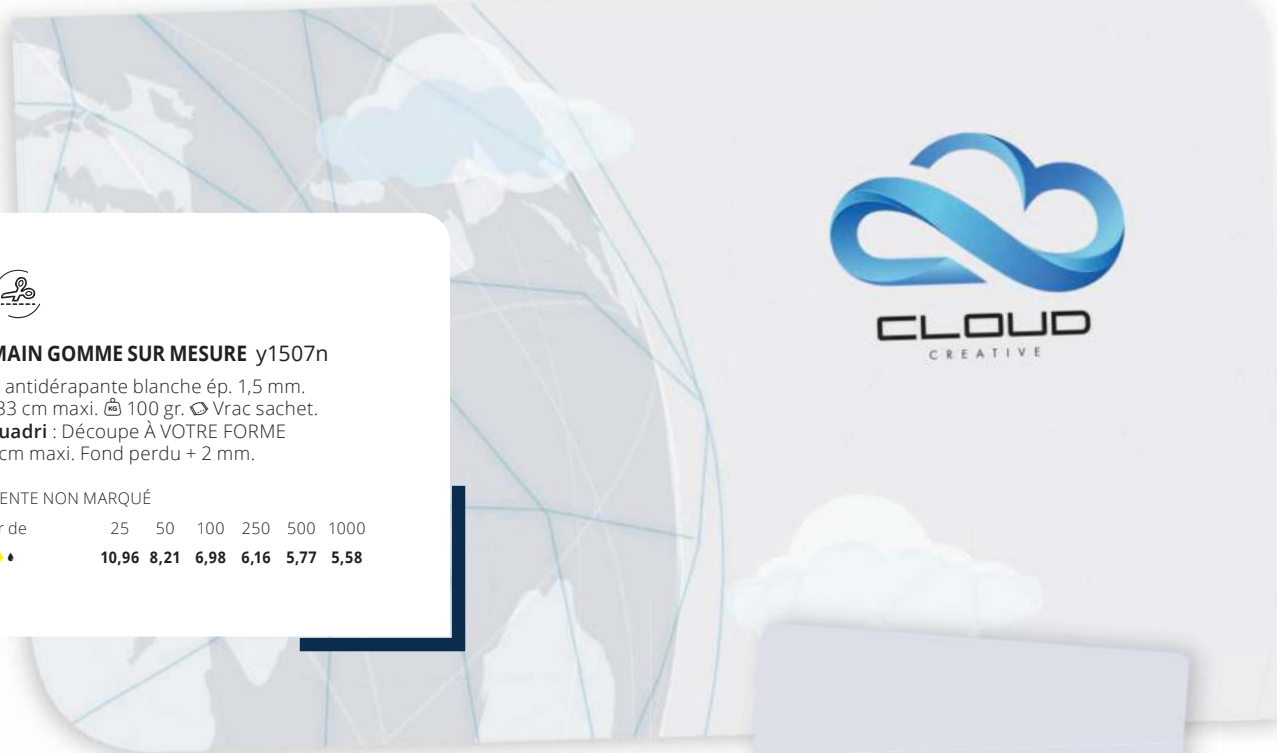 MAIN GOMME SUR MESURE y1507n
antidérapante blanche ép. 1,5 mm.
33 cm maxi. KG 100 gr. Vrac sachet.
uadri : Découpe À VOTRE FORME
cm maxi. Fond perdu + 2 mm.
ENTE NON MARQUÉ
r de 25 50 100 250 500 1000
10,96 8,21 6,98 6,16 5,77 5,58
CLOUD
CREATIVE